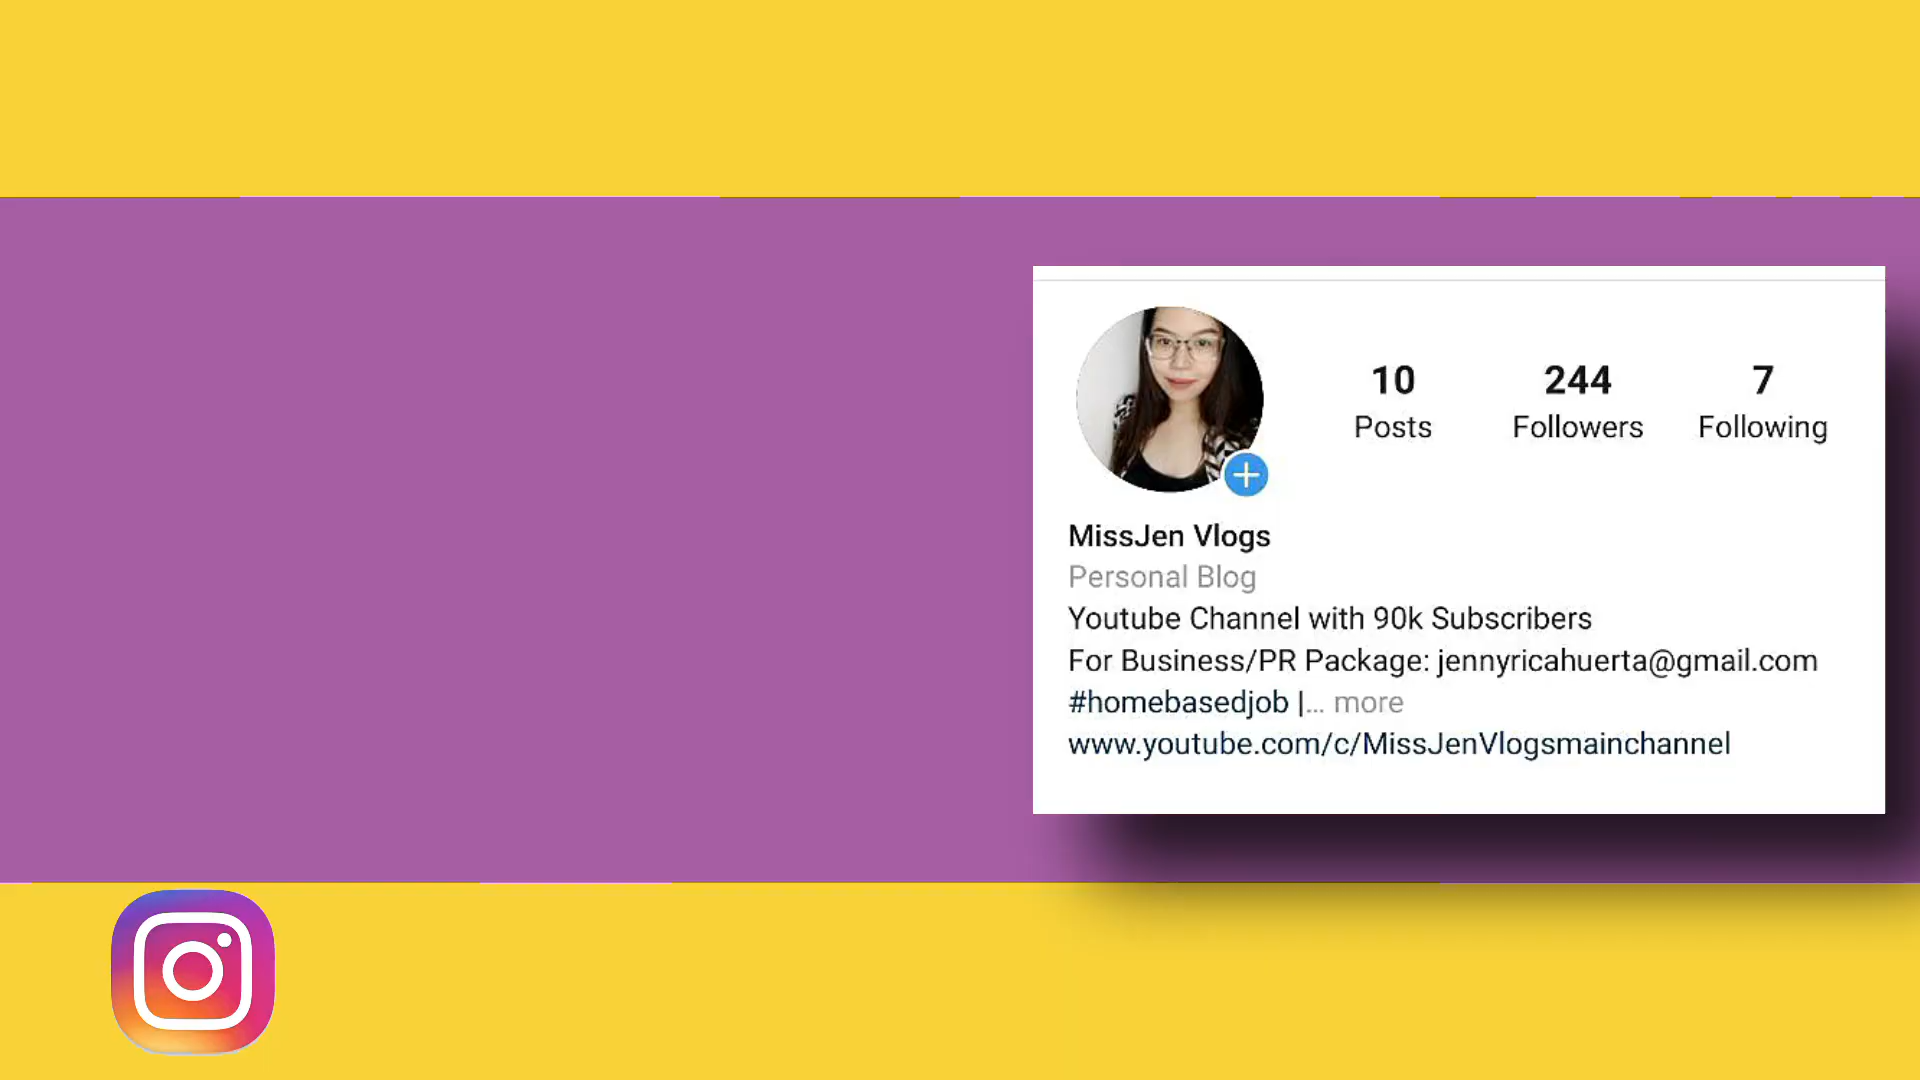 10 244 7
Posts Followers Following
MissJen Vlogs
Personal Blog
Youtube Channel with 90k Subscribers
For Business/PR Package: jennyricahuerta@gmail.com
#homebasedjob |... more
www.youtube.com/c/MissJenVlogsmainchannel